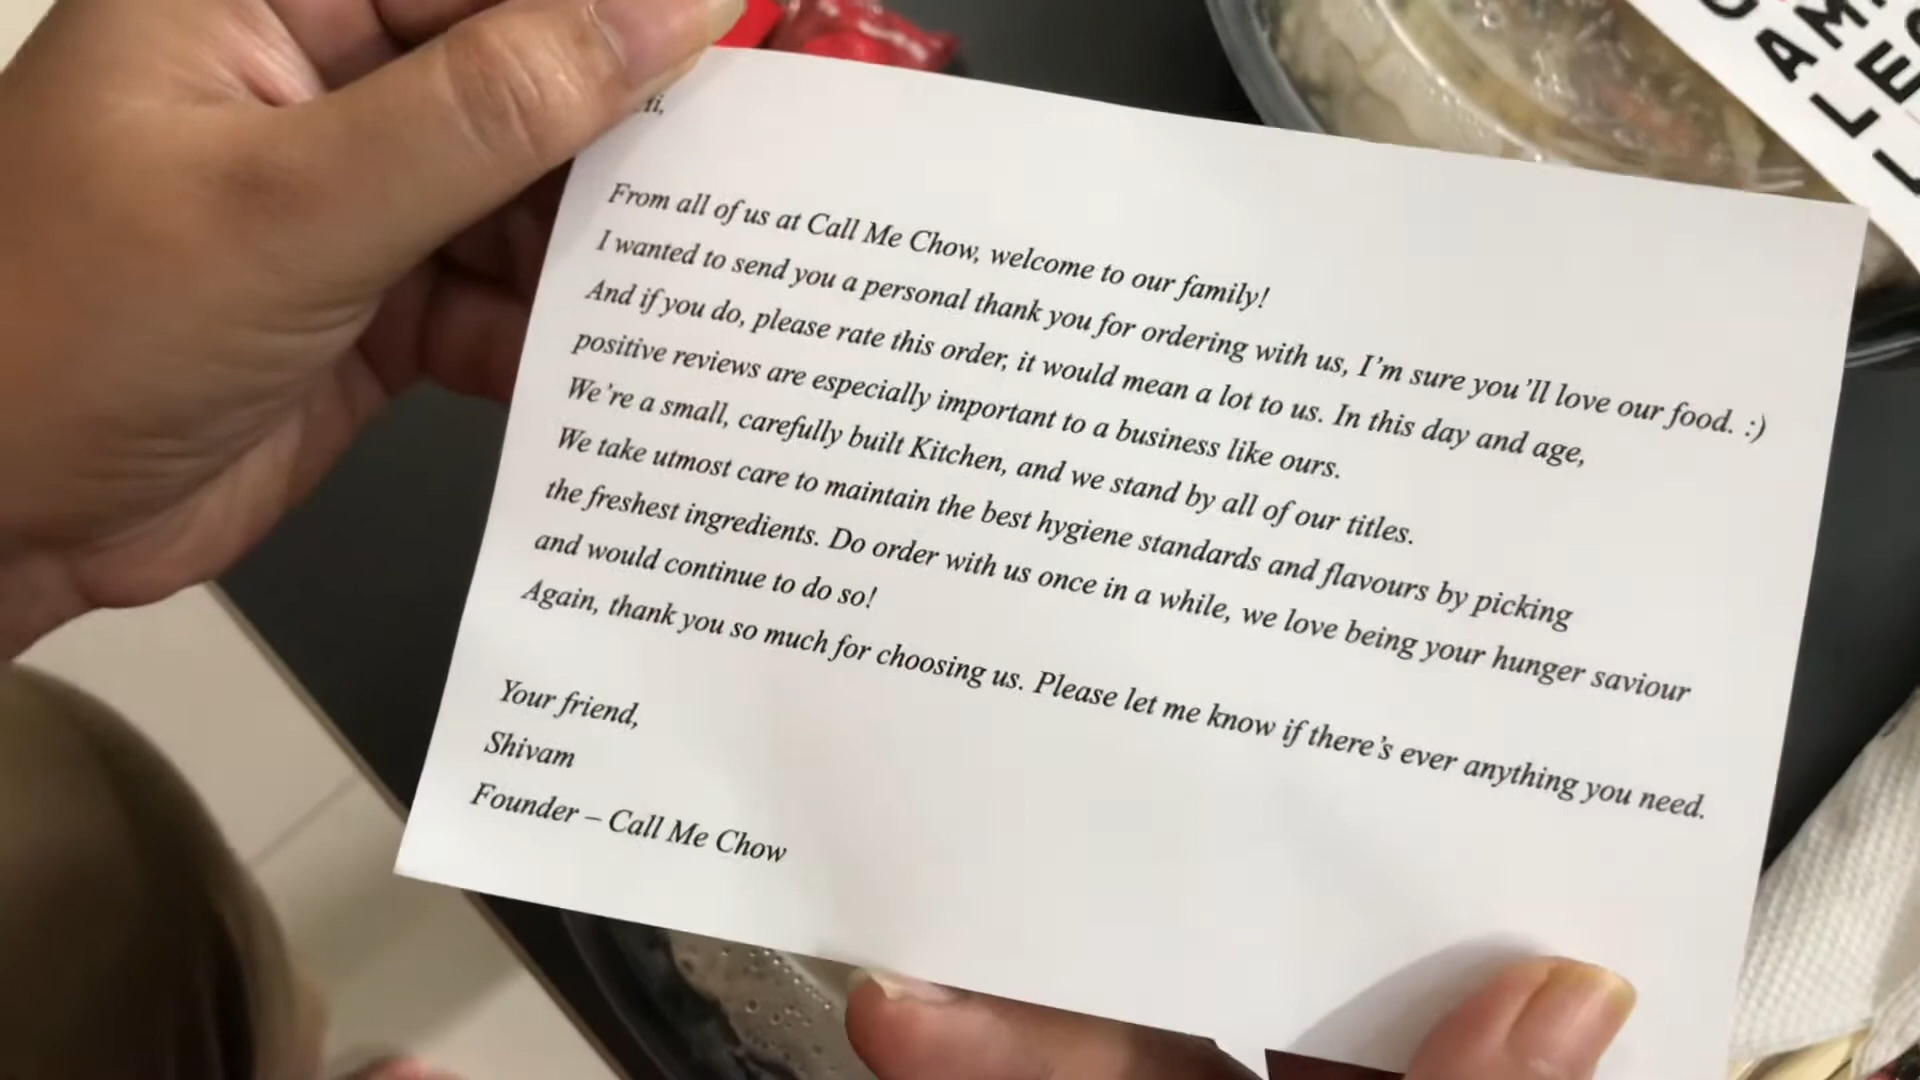 Hi,
From all of us at Call Me Chow, welcome to our family!
I wanted to send you a personal thank you for ordering with us, I'm sure you'll love our food. :)
And if you do, please rate this order, it would mean a lot to us. In this day and age,
positive reviews are especially important to a business like ours.
We're a small, carefully built Kitchen, and we stand by all of our titles.
We take utmost care to maintain the best hygiene standards and flavours by picking
the freshest ingredients. Do order with us once in a while, we love being your hunger saviour
and would continue to do so!
Again, thank you so much for choosing us. Please let me know if there's ever anything you need.
Your friend,
Shivam
Founder – Call Me Chow